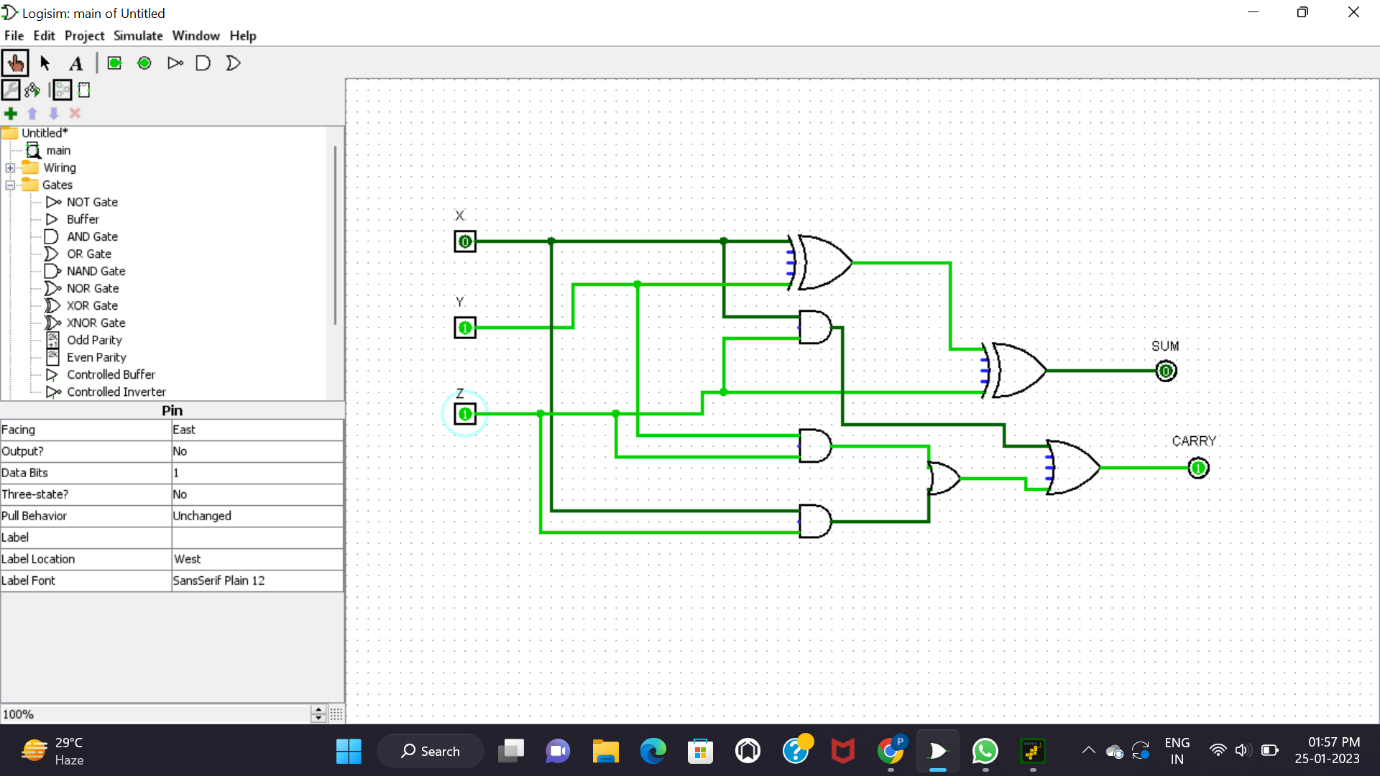 Logisim: main of Untitled
File Edit Project Simulate Window Help
A
Untitled*
main
Wiring
Gates
NOT Gate
Buffer
AND Gate
OR Gate
NAND Gate
NOR Gate
XOR Gate
XNOR Gate
Odd Parity
Even Parity
Controlled Buffer
Controlled Inverter
Pin
Facing East
Output? No
Data Bits 1
Three-state? No
Pull Behavior Unchanged
Label
Label Location West
Label Font SansSerif Plain 12
100%
X
0
Y
1
Z
1
SUM
0
CARRY
1
29°C
Haze
Search
P
ENG
IN
01:57 PM
25-01-2023